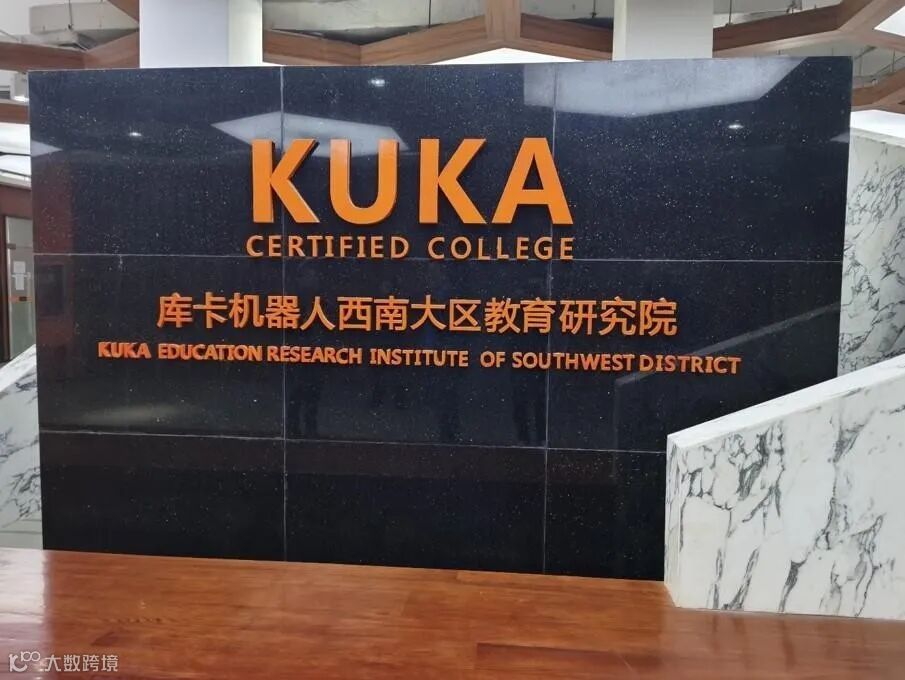 KUKA
CERTIFIED COLLEGE
库卡机器人西南大区教育研究院
KUKA EDUCATION RESEARCH INSTITUTE OF SOUTHWEST DISTRICT
大数跨境